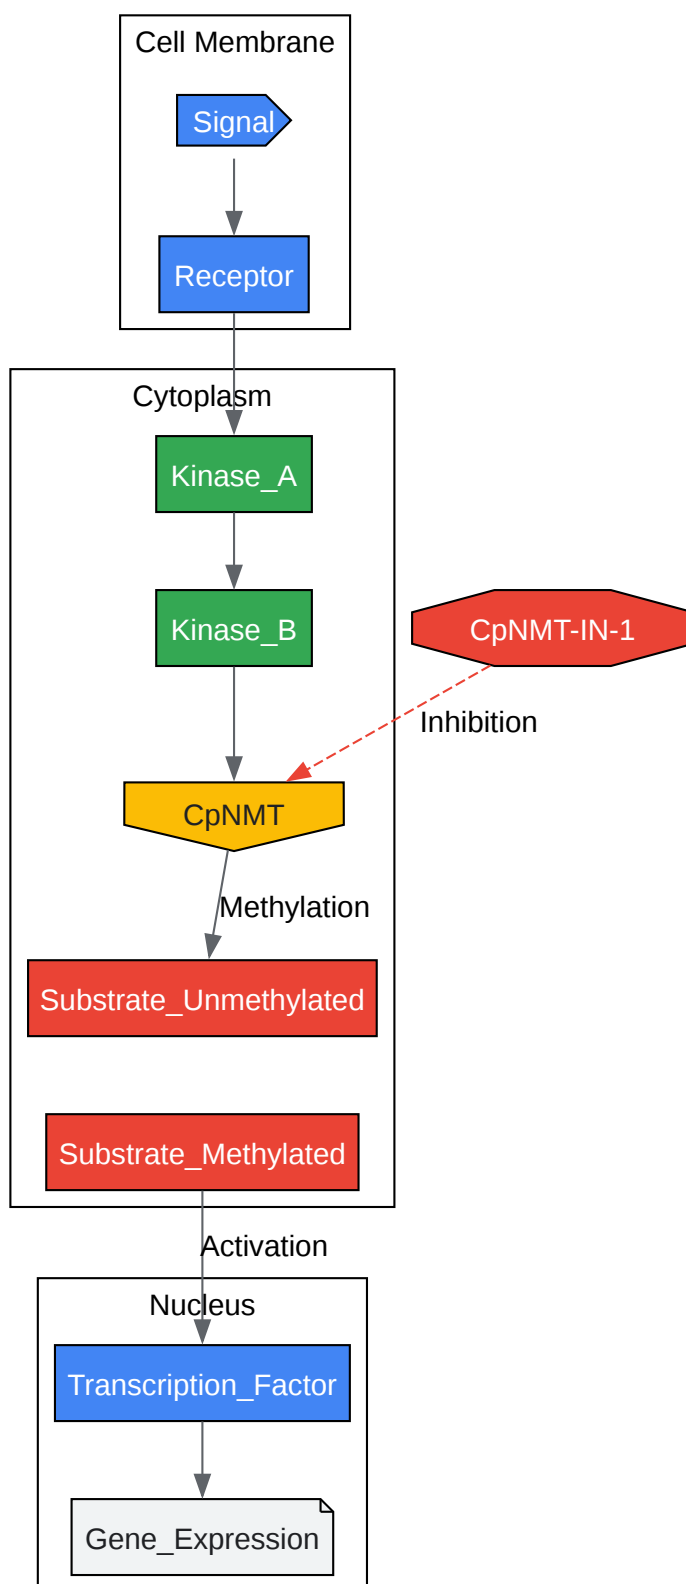 Cell Membrane
Signal
Receptor
Cytoplasm
Kinase_A
Kinase_B
CpNMT-IN-1
Inhibition
CpNMT
Methylation
Substrate_Unmethylated
Substrate_Methylated
Activation
Nucleus
Transcription_Factor
Gene_Expression